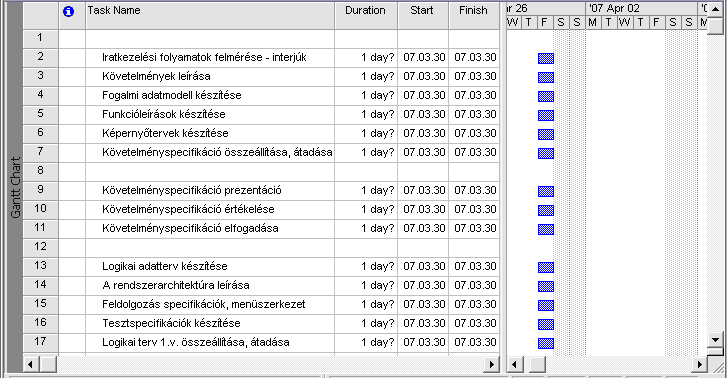 Task Name Duration Start Finish
ar 26 '07 Apr 02 '0
W T F S S M T W T F S S M
1
2 Iratkezelési folyamatok felmérése - interjúk 1 day? 07.03.30 07.03.30
3 Követelmények leírása 1 day? 07.03.30 07.03.30
4 Fogalmi adatmodell készítése 1 day? 07.03.30 07.03.30
5 Funkcióleírások készítése 1 day? 07.03.30 07.03.30
6 Képernyőtervek készítése 1 day? 07.03.30 07.03.30
7 Követelményspecifikáció összeállítása, átadása 1 day? 07.03.30 07.03.30
8
9 Követelményspecifikáció prezentáció 1 day? 07.03.30 07.03.30
10 Követelményspecifikáció értékelése 1 day? 07.03.30 07.03.30
11 Követelményspecifikáció elfogadása 1 day? 07.03.30 07.03.30
12
13 Logikai adatterv készítése 1 day? 07.03.30 07.03.30
14 A rendszerarchitektúra leírása 1 day? 07.03.30 07.03.30
15 Feldolgozás specifikációk, menüszerkezet 1 day? 07.03.30 07.03.30
16 Tesztspecifikációk készítése 1 day? 07.03.30 07.03.30
17 Logikai terv 1.v. összeállítása, átadása 1 day? 07.03.30 07.03.30
Gantt Chart